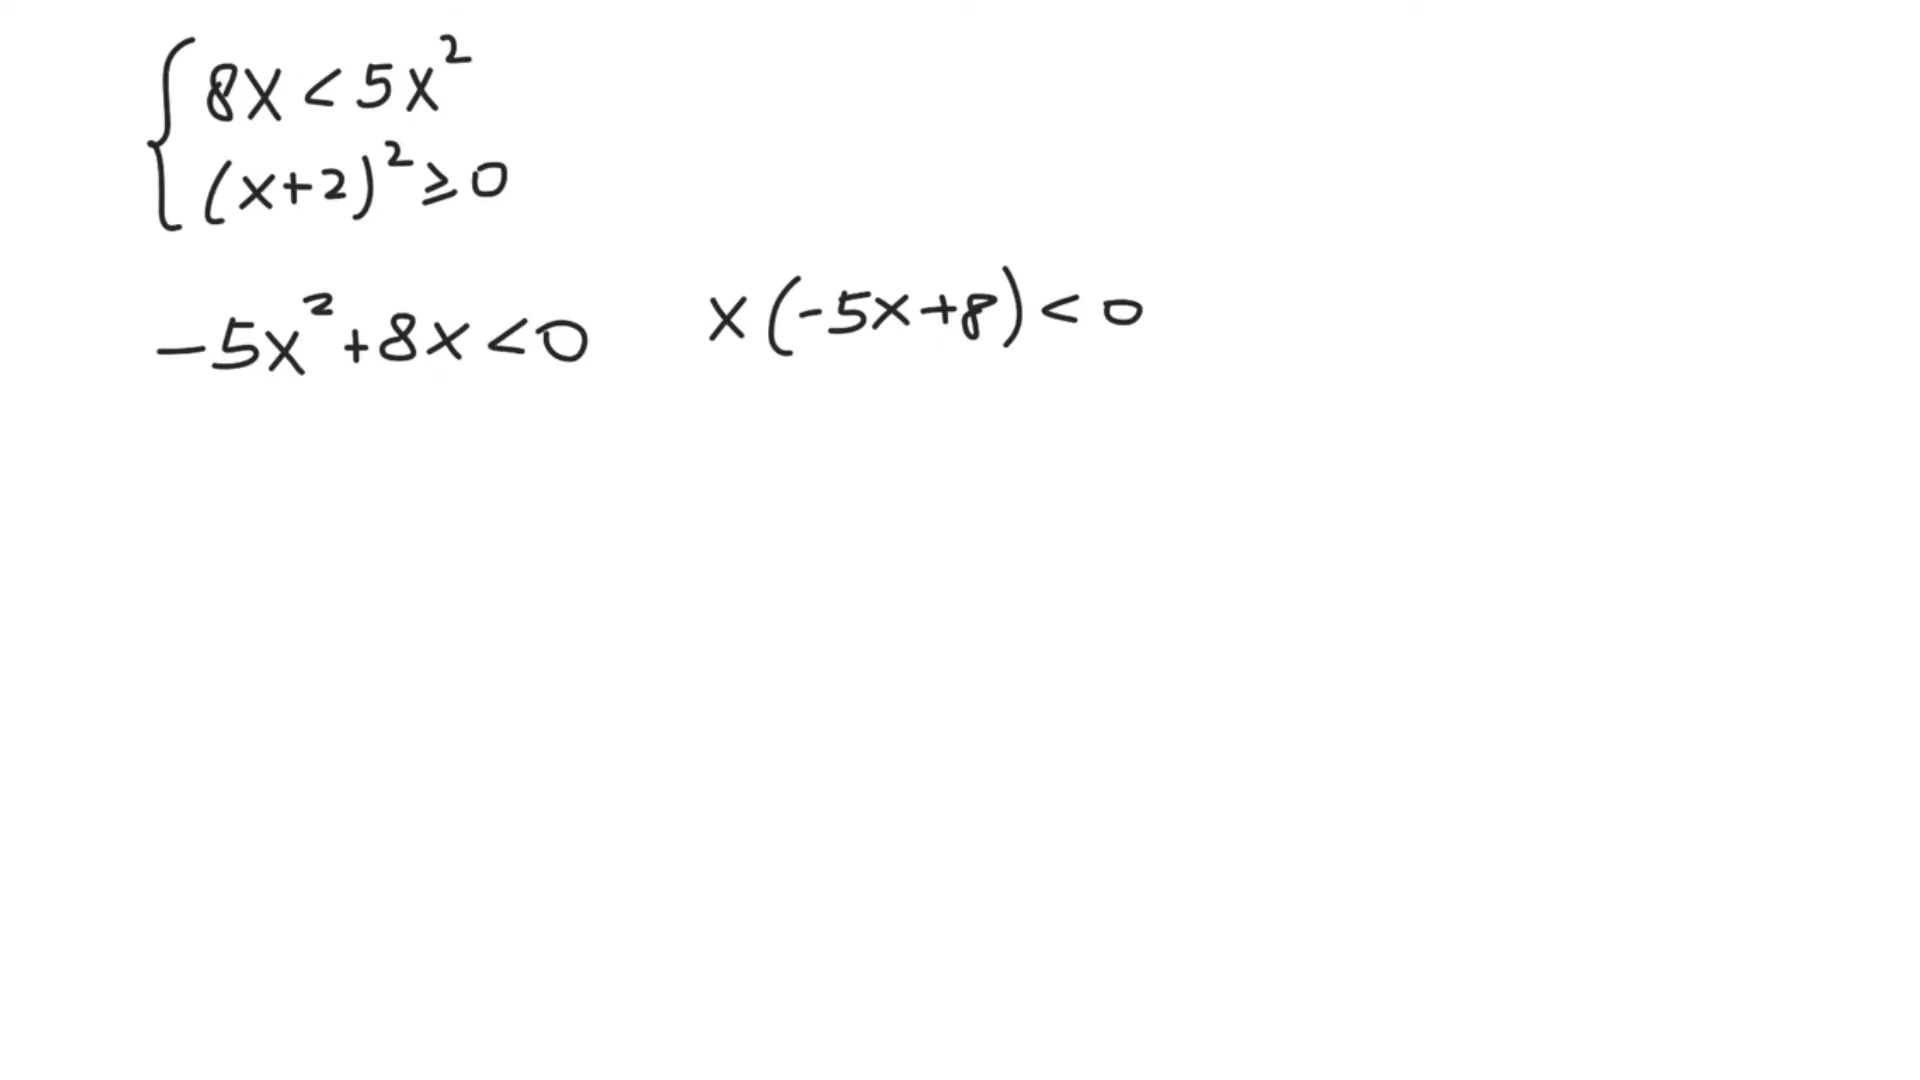 8x < 5x²
(x+2)² ≥ 0
-5x² + 8x < 0
x(-5x+8) < 0